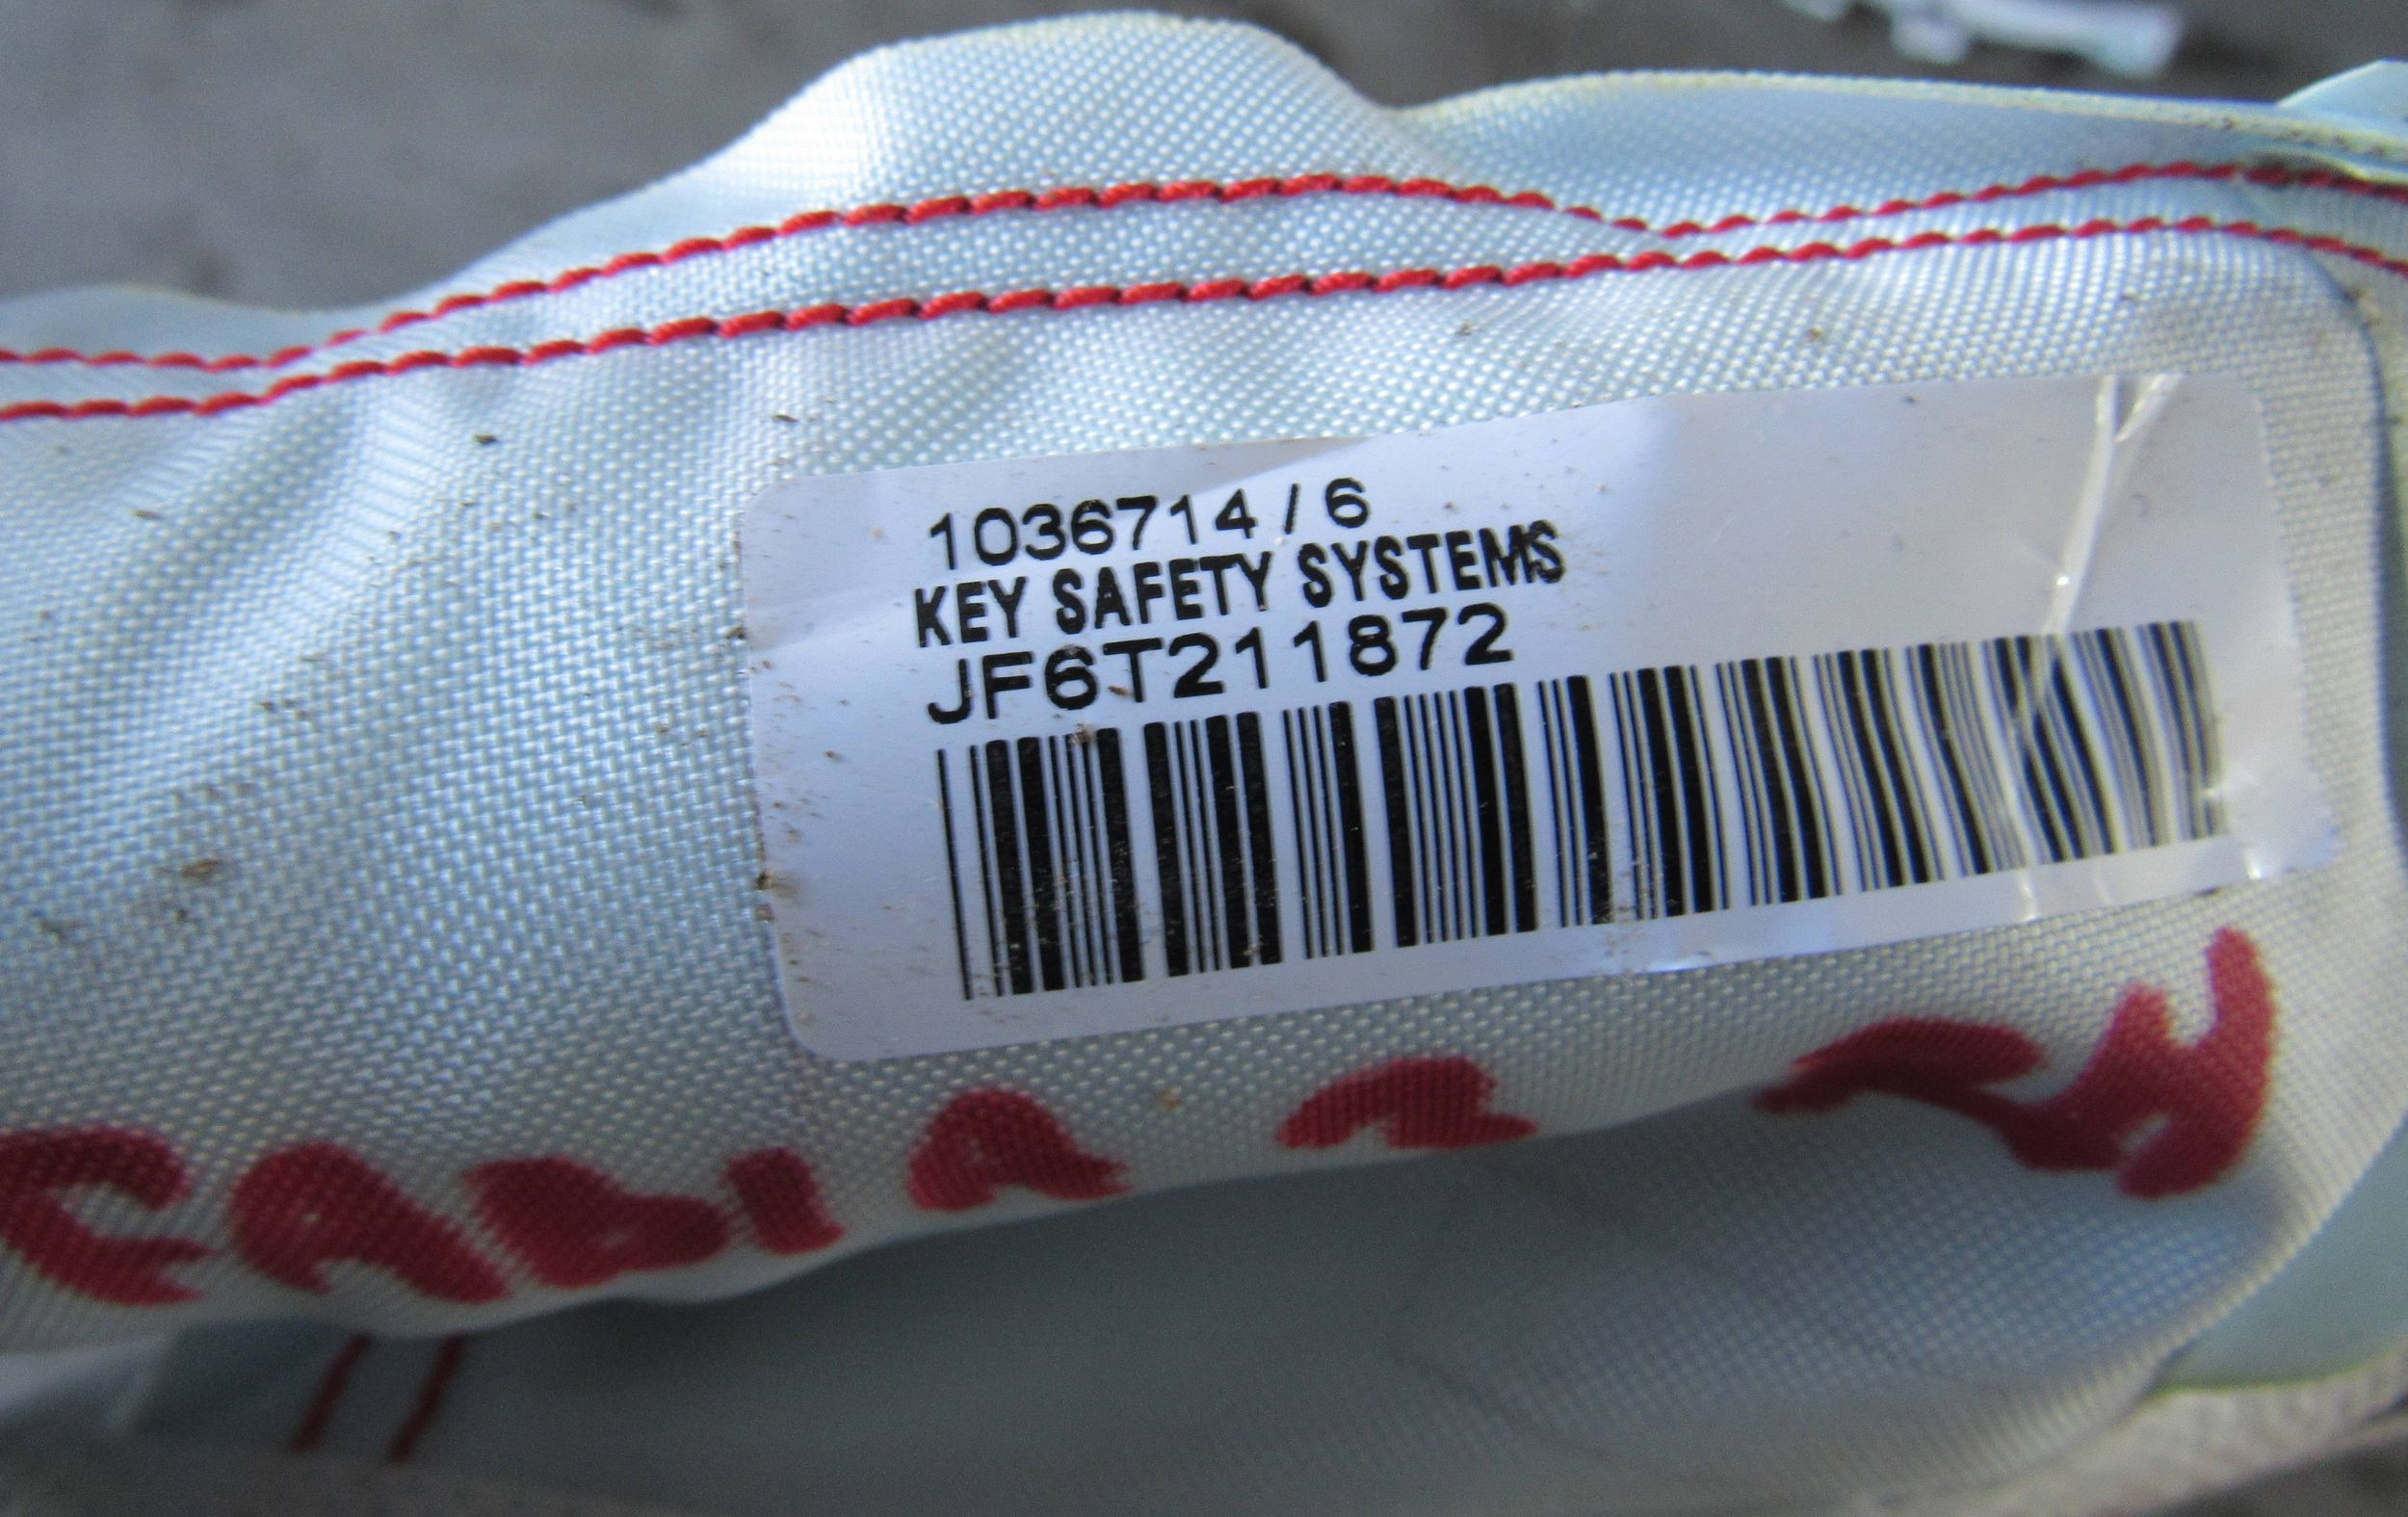 1036714 / 6
KEY SAFETY SYSTEMS
JF6T211872